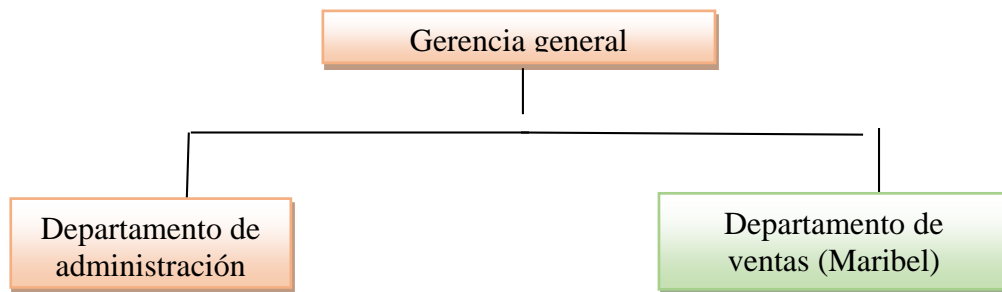 Gerencia general
Departamento de
administración
Departamento de
ventas (Maribel)